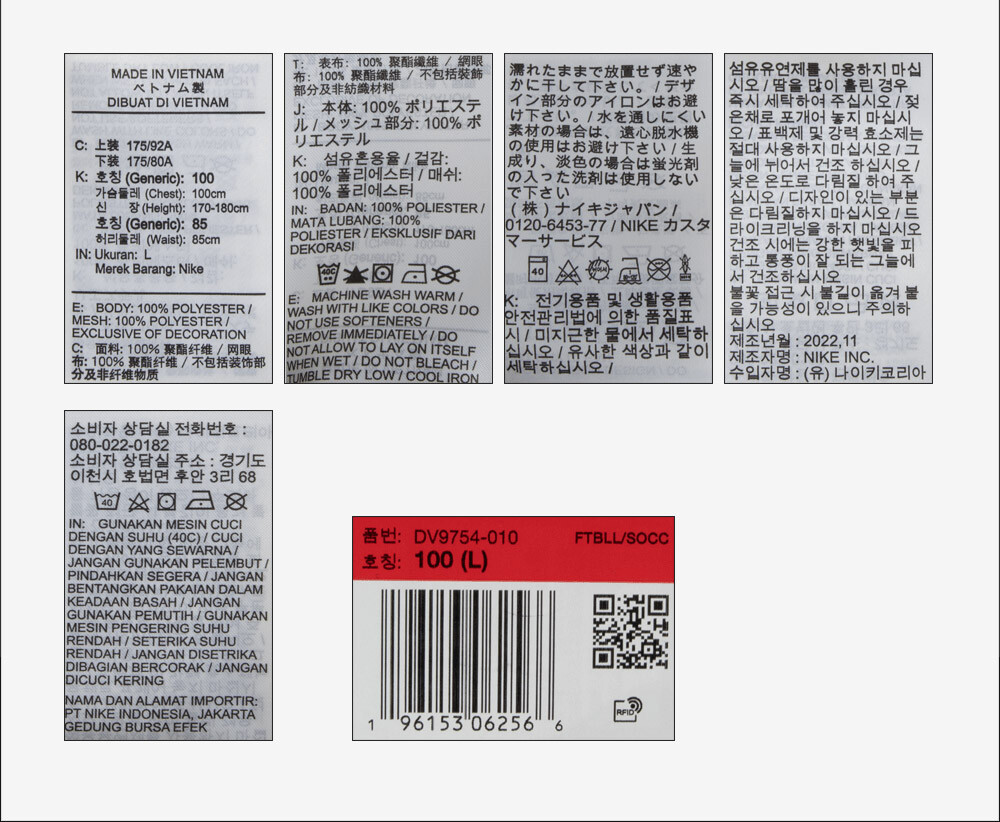 MADE IN VIETNAM
ベトナム製
DIBUAT DI VIETNAM
C: 上装 175/92A
下装 175/80A
K: 호칭 (Generic): 100
가슴둘레 (Chest): 100cm
신 장 (Height): 170-180cm
호칭 (Generic): 85
허리둘레 (Waist): 85cm
IN: Ukuran: L
Merek Barang: Nike
E: BODY: 100% POLYESTER /
MESH: 100% POLYESTER /
EXCLUSIVE OF DECORATION
C: 面料: 100% 聚酯纤维 / 网眼
布: 100% 聚酯纤维 / 不包括装饰部
分及非纤维物质
T: 表布: 100% 聚酯纖維 / 網眼
布: 100% 聚酯纖維 / 不包括裝飾
部分及非紡織材料
J: 本体: 100% ポリエステ
ル / メッシュ部分: 100% ポ
リエステル
K: 섬유혼용율 / 겉감:
100% 폴리에스터 / 매쉬:
100% 폴리에스터
IN: BADAN: 100% POLIESTER /
MATA LUBANG: 100%
POLIESTER / EKSKLUSIF DARI
DEKORASI
40C
E: MACHINE WASH WARM /
WASH WITH LIKE COLORS / DO
NOT USE SOFTENERS /
REMOVE IMMEDIATELY / DO
NOT ALLOW TO LAY ON ITSELF
WHEN WET / DO NOT BLEACH /
TUMBLE DRY LOW / COOL IRON
濡れたままで放置せず速や
かに干して下さい。/ デザ
イン部分のアイロンはお避
け下さい。/ 水を通しにくい
素材の場合は、遠心脱水機
の使用はお避け下さい / 生
成り、淡色の場合は蛍光剤
の入った洗剤は使用しない
で下さい
(株) ナイキジャパン /
0120-6453-77 / NIKE カスタ
マーサービス
40
K: 전기용품 및 생활용품
안전관리법에 의한 품질표
시 / 미지근한 물에서 세탁하
십시오 / 유사한 색상과 같이
세탁하십시오 /
섬유유연제를 사용하지 마십
시오 / 땀을 많이 흘린 경우
즉시 세탁하여 주십시오 / 젖
은채로 포개어 놓지 마십시
오 / 표백제 및 강력 효소제는
절대 사용하지 마십시오 / 그
늘에 뉘어서 건조 하십시오 /
낮은 온도로 다림질 하여 주
십시오 / 디자인이 있는 부분
은 다림질하지 마십시오 / 드
라이크리닝을 하지 마십시오
건조 시에는 강한 햇빛을 피
하고 통풍이 잘 되는 그늘에
서 건조하십시오
불꽃 접근 시 불길이 옮겨 붙
을 가능성이 있으니 주의하
십시오
제조년월 : 2022,11
제조자명 : NIKE INC.
수입자명 : (유) 나이키코리아
소비자 상담실 전화번호 :
080-022-0182
소비자 상담실 주소 : 경기도
이천시 호법면 후안 3리 68
40
IN: GUNAKAN MESIN CUCI
DENGAN SUHU (40C) / CUCI
DENGAN YANG SEWARNA /
JANGAN GUNAKAN PELEMBUT /
PINDAHKAN SEGERA / JANGAN
BENTANGKAN PAKAIAN DALAM
KEADAAN BASAH / JANGAN
GUNAKAN PEMUTIH / GUNAKAN
MESIN PENGERING SUHU
RENDAH / SETERIKA SUHU
RENDAH / JANGAN DISETRIKA
DIBAGIAN BERCORAK / JANGAN
DICUCI KERING
NAMA DAN ALAMAT IMPORTIR:
PT NIKE INDONESIA, JAKARTA
GEDUNG BURSA EFEK
품번: DV9754-010 FTBLL/SOCC
호칭: 100 (L)
RFID
1 96153 06256 6